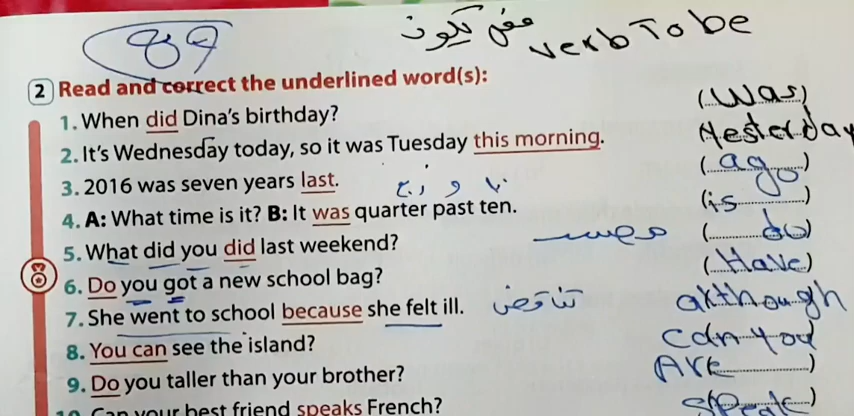 89
verb To be
2 Read and correct the underlined word(s):
1. When did Dina's birthday? (Was)
2. It's Wednesday today, so it was Tuesday this morning. Yesterday
3. 2016 was seven years last. (ago)
4. A: What time is it? B: It was quarter past ten. (is)
5. What did you did last weekend? (do)
6. Do you got a new school bag? (Have)
7. She went to school because she felt ill. تناقض although
8. You can see the island? can you
9. Do you taller than your brother? Are
10. Can your best friend speaks French? Speak